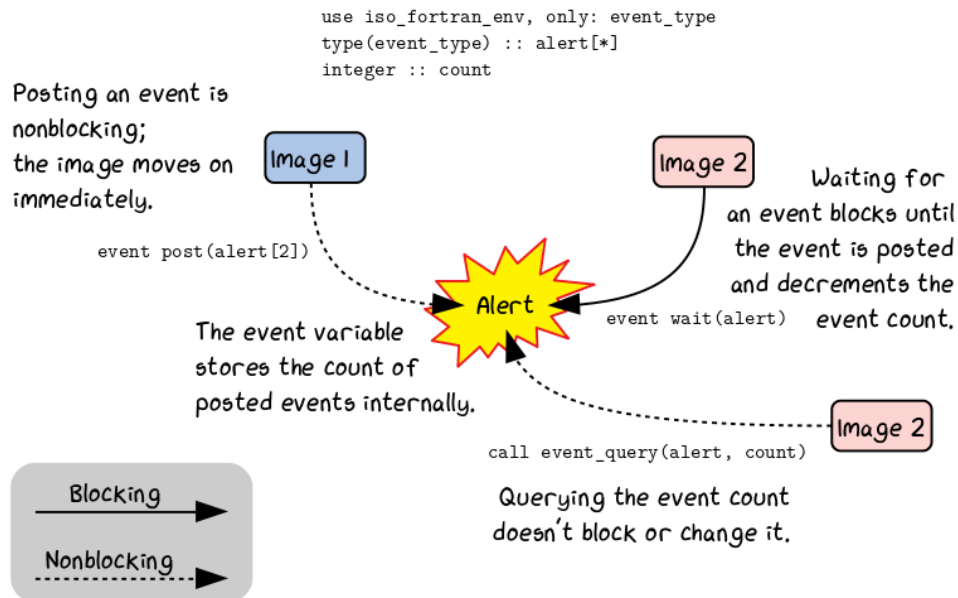 use iso_fortran_env, only: event_type
type(event_type) :: alert[*]
integer :: count
Posting an event is
nonblocking;
the image moves on
immediately.
Image 1
event post(alert[2])
Image 2
Waiting for
an event blocks until
the event is posted
and decrements the
event count.
Alert
event wait(alert)
The event variable
stores the count of
posted events internally.
Image 2
call event_query(alert, count)
Querying the event count
doesn't block or change it.
Blocking
Nonblocking